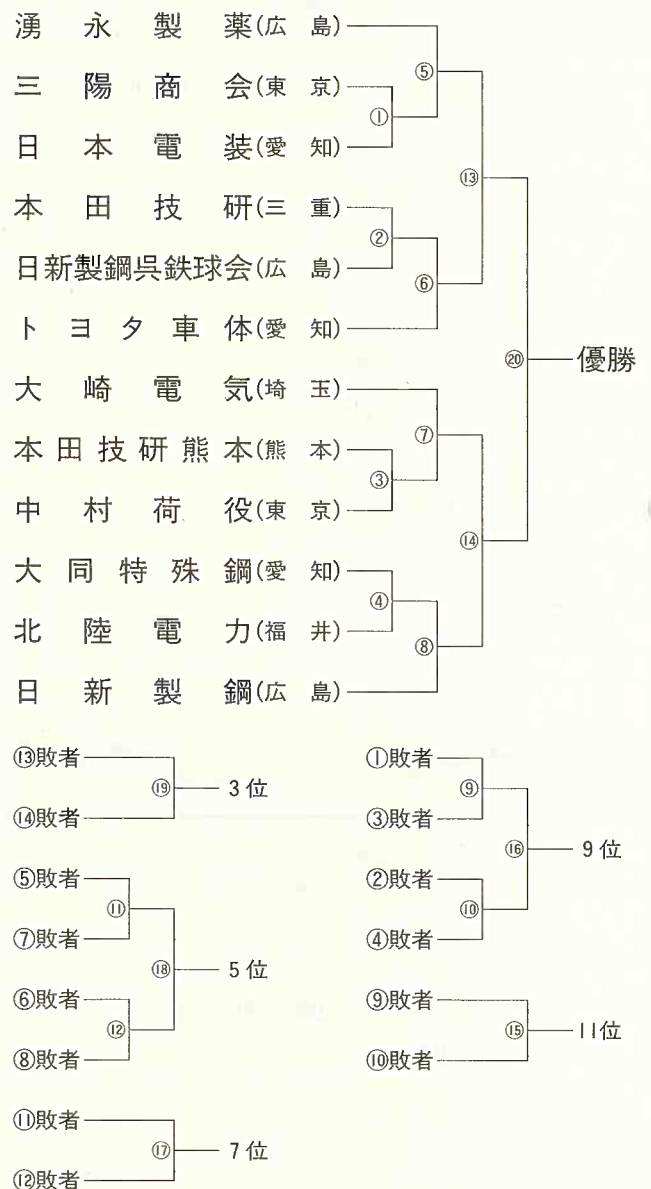 湧永製薬(広島)
⑤
三陽商会(東京)
①
日本電装(愛知)
⑬
本田技研(三重)
②
日新製鋼呉鉄球会(広島)
⑥
トヨタ車体(愛知)
⑳ 優勝
大崎電気(埼玉)
⑦
本田技研熊本(熊本)
③
中村荷役(東京)
⑭
大同特殊鋼(愛知)
④
北陸電力(福井)
⑧
日新製鋼(広島)
⑬敗者
⑲ 3位
⑭敗者
⑤敗者
⑪
⑦敗者
⑱ 5位
⑥敗者
⑫
⑧敗者
⑪敗者
⑰ 7位
⑫敗者
①敗者
⑨
③敗者
⑯ 9位
②敗者
⑩
④敗者
⑨敗者
⑮ 11位
⑩敗者